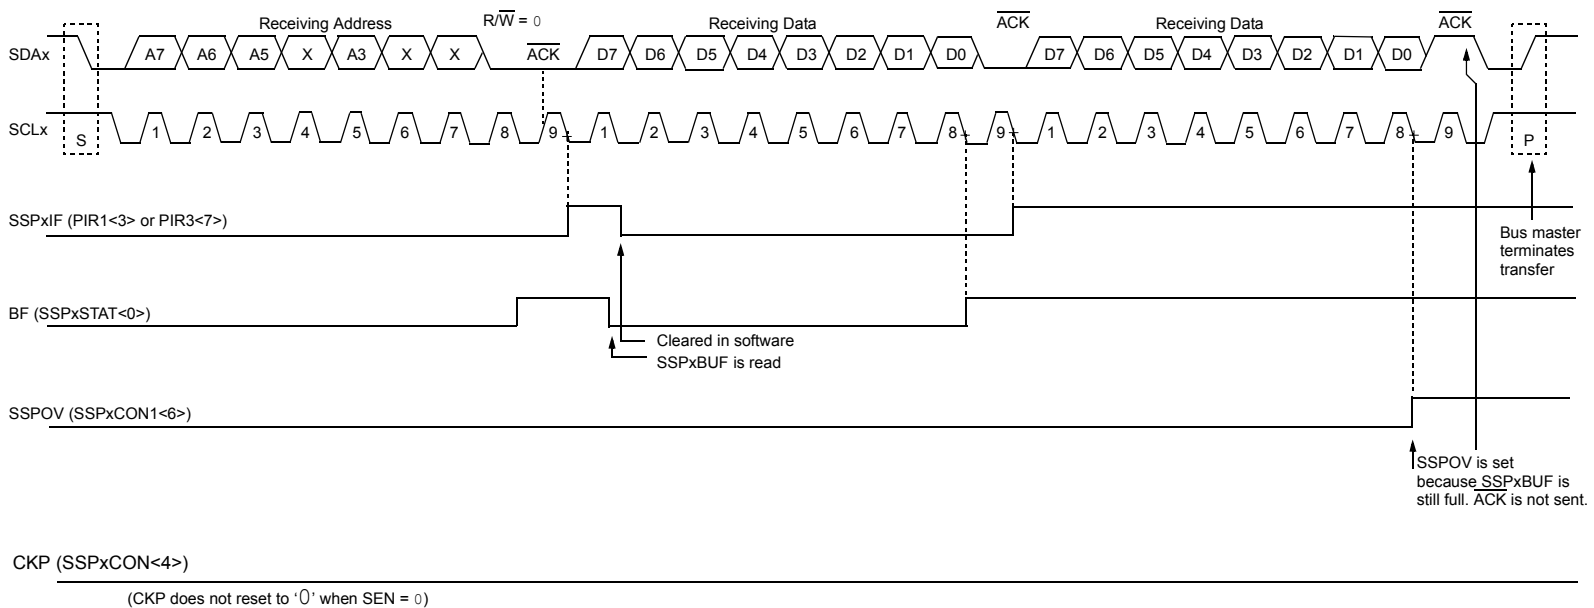 Receiving Address R/W = 0 Receiving Data ACK Receiving Data ACK
SDAx A7 A6 A5 X A3 X X ACK D7 D6 D5 D4 D3 D2 D1 D0 D7 D6 D5 D4 D3 D2 D1 D0
SCLx S 1 2 3 4 5 6 7 8 9 1 2 3 4 5 6 7 8 9 1 2 3 4 5 6 7 8 9 P
SSPxIF (PIR1<3> or PIR3<7>)
Bus master
terminates
transfer
BF (SSPxSTAT<0>)
Cleared in software
SSPxBUF is read
SSPOV (SSPxCON1<6>)
SSPOV is set
because SSPxBUF is
still full. ACK is not sent.
CKP (SSPxCON<4>)
(CKP does not reset to ‘0’ when SEN = 0)